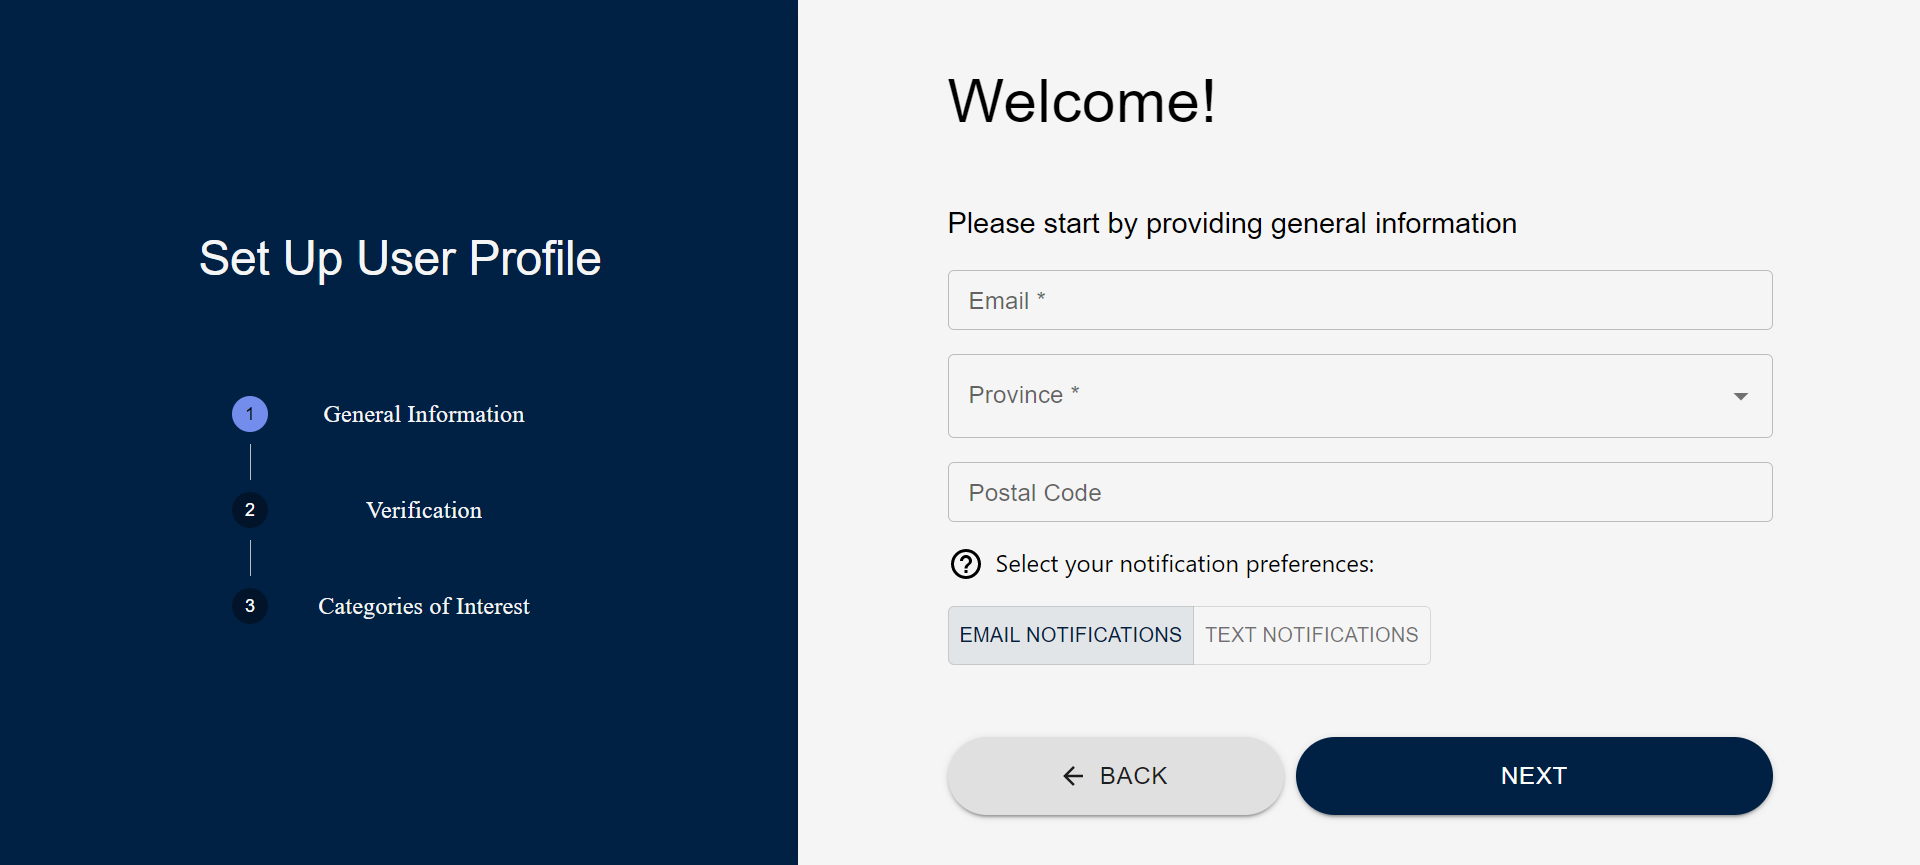 Set Up User Profile
1 General Information
2 Verification
3 Categories of Interest
Welcome!
Please start by providing general information
Email *
Province *
Postal Code
Select your notification preferences:
EMAIL NOTIFICATIONS TEXT NOTIFICATIONS
BACK NEXT